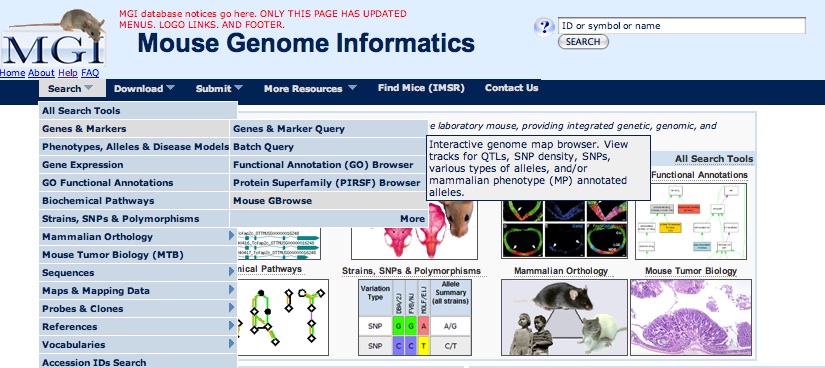 MGI database notices go here. ONLY THIS PAGE HAS UPDATED
MENUS. LOGO LINKS. AND FOOTER.
MGI
Mouse Genome Informatics
? ID or symbol or name
SEARCH
Home About Help FAQ
Search Download Submit More Resources Find Mice (IMSR) Contact Us
All Search Tools
Genes & Markers
Phenotypes, Alleles & Disease Models
Gene Expression
GO Functional Annotations
Biochemical Pathways
Strains, SNPs & Polymorphisms
Mammalian Orthology
Mouse Tumor Biology (MTB)
Sequences
Maps & Mapping Data
Probes & Clones
References
Vocabularies
Accession IDs Search
Genes & Marker Query
Batch Query
Functional Annotation (GO) Browser
Protein Superfamily (PIRSF) Browser
Mouse GBrowse
More
e laboratory mouse, providing integrated genetic, genomic, and
Interactive genome map browser. View
tracks for QTLs, SNP density, SNPs,
various types of alleles, and/or
mammalian phenotype (MP) annotated
alleles.
All Search Tools
Functional Annotations
nical Pathways
Strains, SNPs & Polymorphisms
Mammalian Orthology
Mouse Tumor Biology
Variation
Type
DBA/2J
FVB/NJ
MOLF/EiJ
Allele
Summary
(all strains)
SNP G G A A/G
SNP C C T C/T